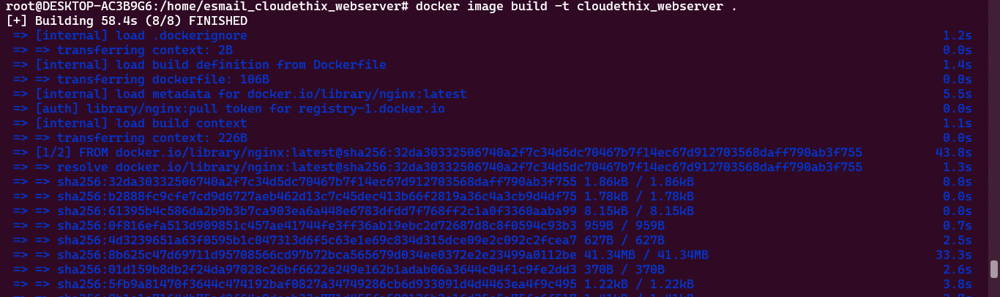 root@DESKTOP-AC3B9G6:/home/esmail_cloudethix_webserver# docker image build -t cloudethix_webserver .
[+] Building 58.4s (8/8) FINISHED
=> [internal] load .dockerignore 1.2s
=> => transferring context: 2B 0.0s
=> [internal] load build definition from Dockerfile 1.4s
=> => transferring dockerfile: 106B 0.0s
=> [internal] load metadata for docker.io/library/nginx:latest 5.5s
=> [auth] library/nginx:pull token for registry-1.docker.io 0.0s
=> [internal] load build context 1.1s
=> => transferring context: 226B 0.0s
=> [1/2] FROM docker.io/library/nginx:latest@sha256:32da30332506740a2f7c34d5dc70467b7f14ec67d912703568daff790ab3f755 43.8s
=> => resolve docker.io/library/nginx:latest@sha256:32da30332506740a2f7c34d5dc70467b7f14ec67d912703568daff790ab3f755 1.3s
=> => sha256:32da30332506740a2f7c34d5dc70467b7f14ec67d912703568daff790ab3f755 1.86kB / 1.86kB 0.0s
=> => sha256:b2888fc9cfe7cd9d6727aeb462d13c7c45dec413b66f2819a36c4a3cb9d4df75 1.78kB / 1.78kB 0.0s
=> => sha256:61395b4c586da2b9b3b7ca903ea6a448e6783dfdd7f768ff2c1a0f3360aaba99 8.15kB / 8.15kB 0.0s
=> => sha256:0f816efa513d909851c457ae41744fe3ff36ab19ebc2d72687d8c8f0594c93b3 959B / 959B 0.7s
=> => sha256:4d3239651a63f0595b1c047313d6f5c63e1e69c834d315dce09e2c092c2fcea7 627B / 627B 2.5s
=> => sha256:8b625c47d69711d95708566cd97b72bca565679d034ee0372e2e23499a0112be 41.34MB / 41.34MB 33.3s
=> => sha256:01d159b8db2f24da97028c26bf6622e249e162b1adab06a3644c04f1c9fe2dd3 370B / 370B 2.6s
=> => sha256:5fb9a81470f3644c474192baf0827a34749286cb6d933091d4d4463ea4f9c495 1.22kB / 1.22kB 3.8s